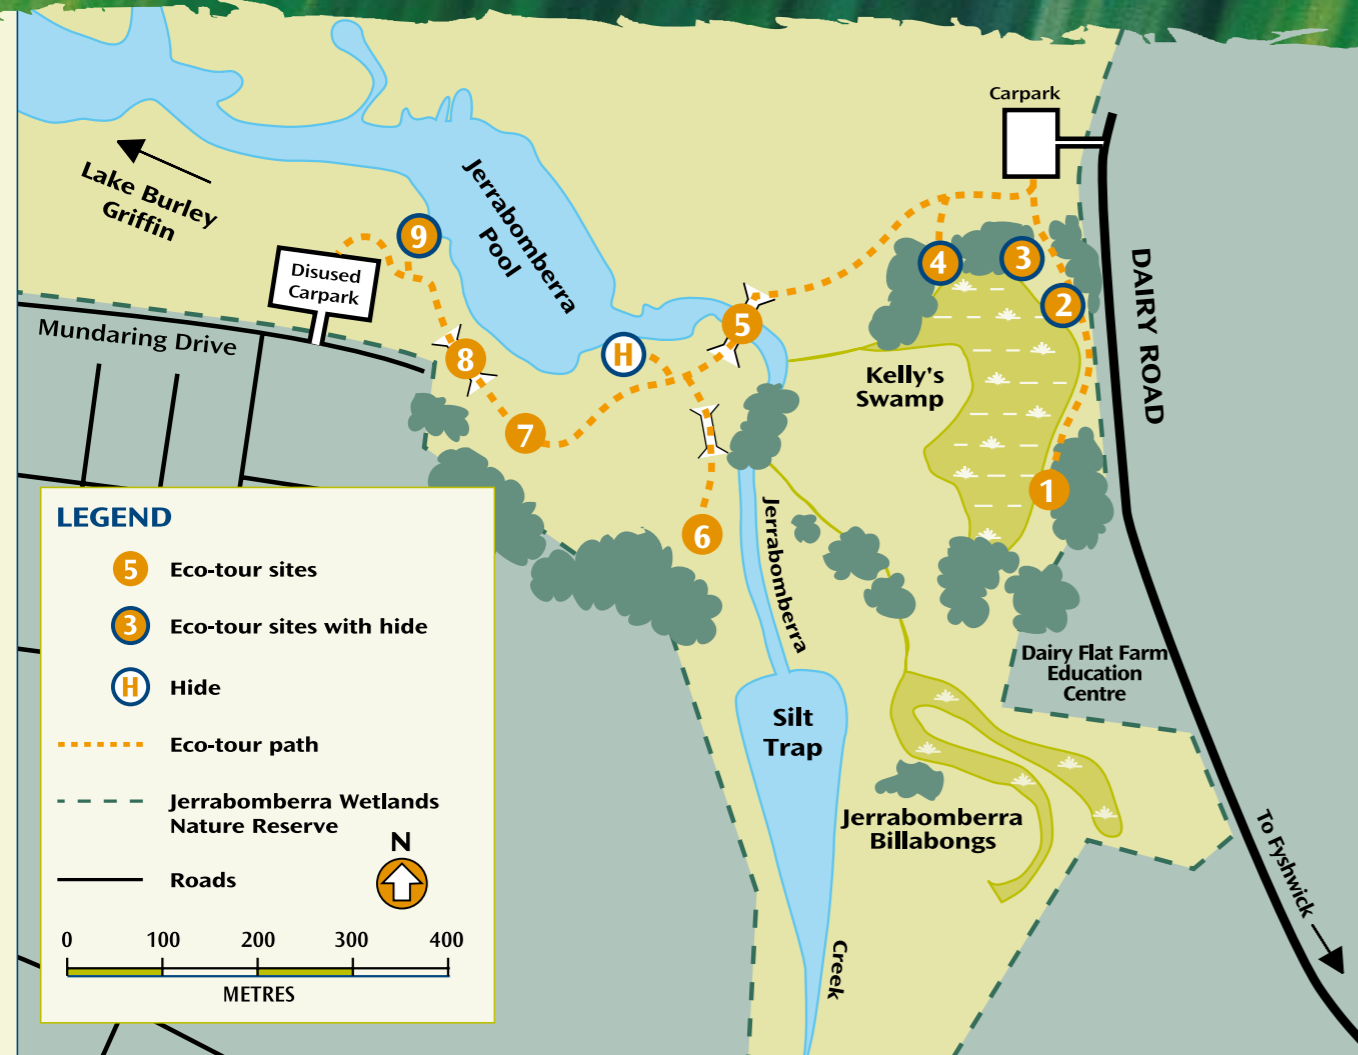 Carpark
Lake Burley
Griffin
Jerrabomberra
Pool
9
4
3
2
Disused
Carpark
5
H
8
Mundaring Drive
DAIRY ROAD
Kelly's
Swamp
7
1
6
Jerrabomberra
Dairy Flat Farm
Education
Centre
Silt
Trap
Jerrabomberra
Billabongs
To Fyshwick
Creek
LEGEND
5 Eco-tour sites
3 Eco-tour sites with hide
H Hide
Eco-tour path
Jerrabomberra Wetlands
Nature Reserve
N
Roads
0 100 200 300 400
METRES